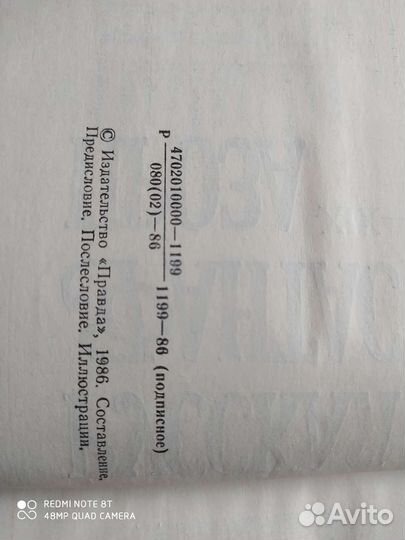 4702010000—1199
Р 1199—86 (подписное)
080(02)—86
© Издательство «Правда», 1986. Составление.
Предисловие. Послесловие. Иллюстрации.
REDMI NOTE 8T
48MP QUAD CAMERA
Avito